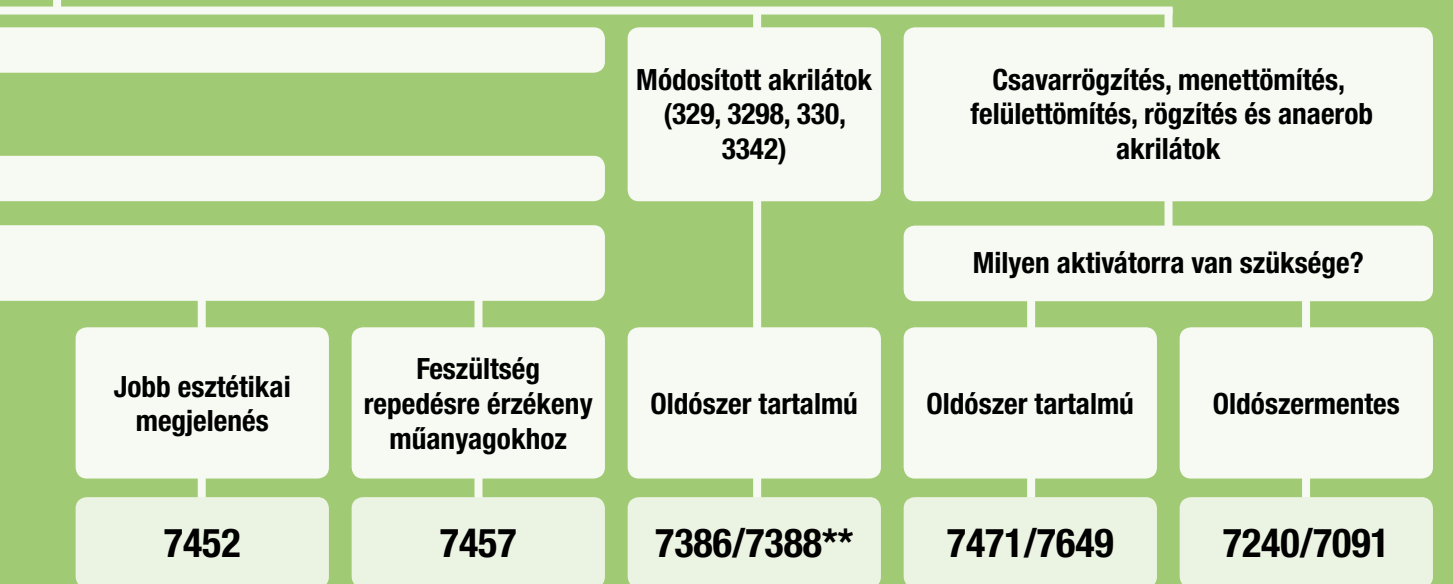 Módosított akrilátok
(329, 3298, 330,
3342)
Csavarrögzítés, menettömítés,
felülettömítés, rögzítés és anaerob
akrilátok
Milyen aktivátorra van szüksége?
Jobb esztétikai
megjelenés
Feszültség
repedésre érzékeny
műanyagokhoz
Oldószer tartalmú
Oldószer tartalmú
Oldószermentes
7452
7457
7386/7388**
7471/7649
7240/7091